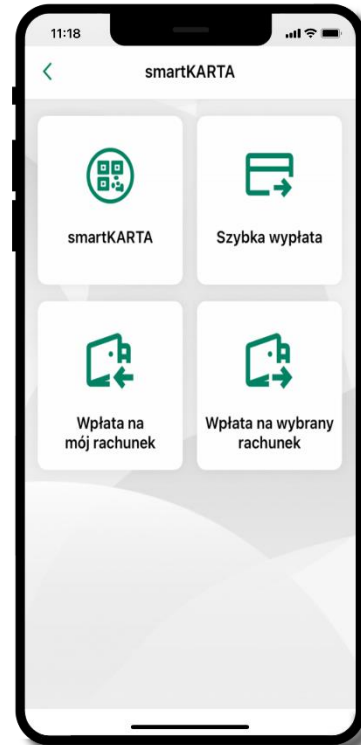 11:18
smartKARTA
smartKARTA
Szybka wypłata
Wpłata na
mój rachunek
Wpłata na wybrany
rachunek